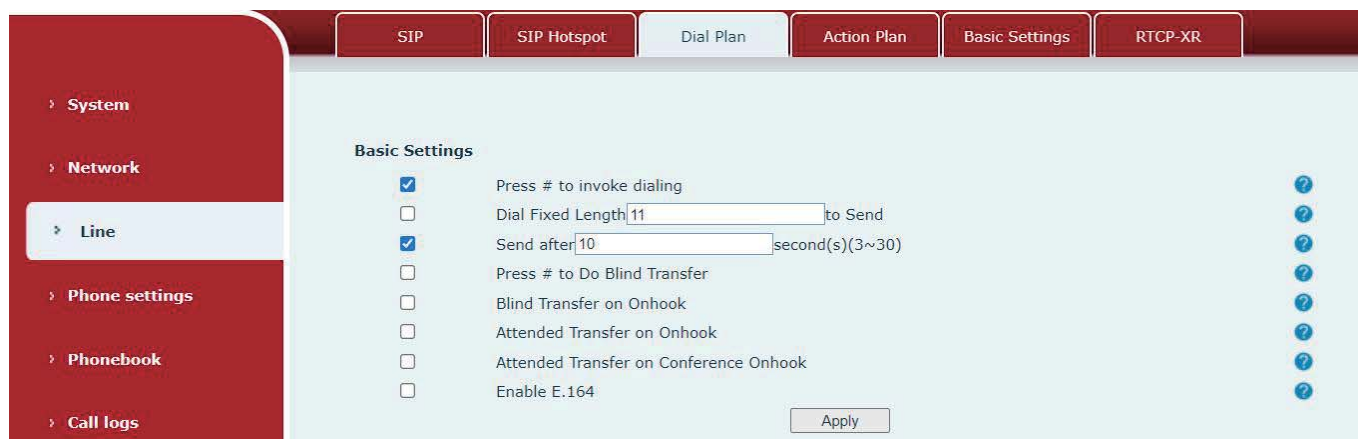 SIP
SIP Hotspot
Dial Plan
Action Plan
Basic Settings
RTCP-XR
› System
› Network
› Line
› Phone settings
› Phonebook
› Call logs
Basic Settings
Press # to invoke dialing
Dial Fixed Length 11 to Send
Send after 10 second(s)(3~30)
Press # to Do Blind Transfer
Blind Transfer on Onhook
Attended Transfer on Onhook
Attended Transfer on Conference Onhook
Enable E.164
Apply